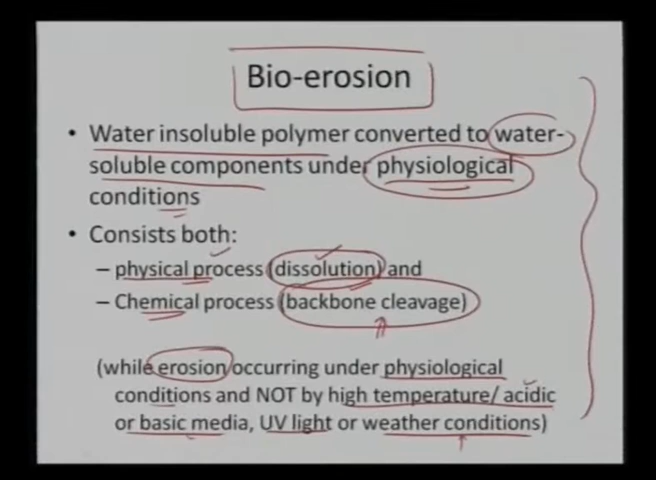 Bio-erosion
• Water insoluble polymer converted to water-
soluble components under physiological
conditions
• Consists both:
– physical process (dissolution) and
– Chemical process (backbone cleavage)
(while erosion occurring under physiological
conditions and NOT by high temperature/ acidic
or basic media, UV light or weather conditions)